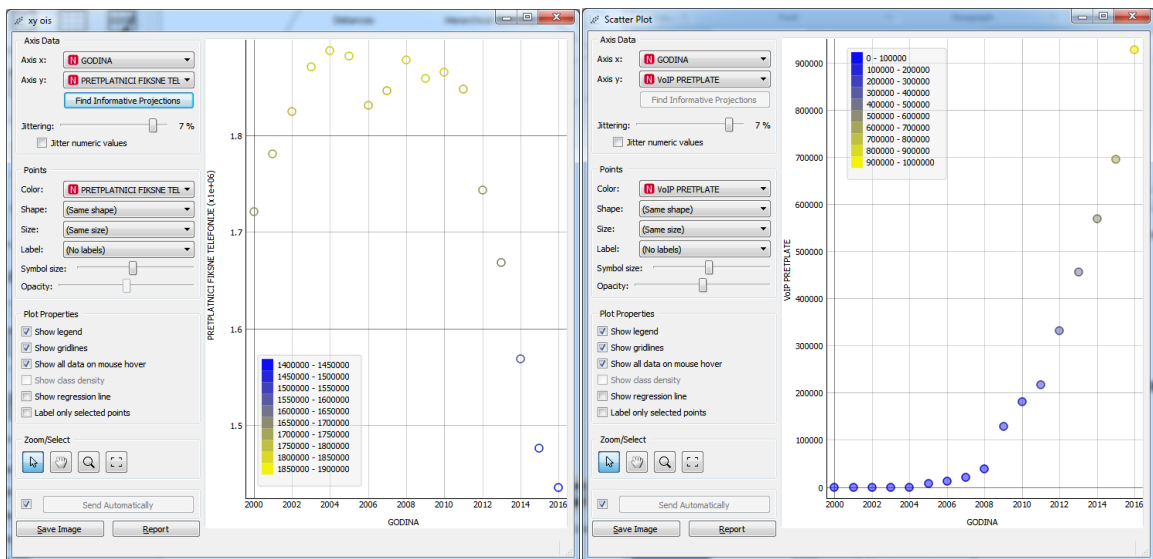 xy ois
Axis Data
Axis x: N GODINA
Axis y: N PRETPLATNICI FIKSNE TEL
Find Informative Projections
Jittering: 7 %
Jitter numeric values
Points
Color: N PRETPLATNICI FIKSNE TEL
Shape: (Same shape)
Size: (Same size)
Label: (No labels)
Symbol size:
Opacity:
Plot Properties
Show legend
Show gridlines
Show all data on mouse hover
Show class density
Show regression line
Label only selected points
Zoom/Select
Send Automatically
Save Image Report
PRETPLATNICI FIKSNE TELEFONIJE (x1e+06)
1.8
1.7
1.6
1.5
1400000 - 1450000
1450000 - 1500000
1500000 - 1550000
1550000 - 1600000
1600000 - 1650000
1650000 - 1700000
1700000 - 1750000
1750000 - 1800000
1800000 - 1850000
1850000 - 1900000
2000 2002 2004 2006 2008 2010 2012 2014 2016
GODINA
Scatter Plot
Axis Data
Axis x: N GODINA
Axis y: N VoIP PRETPLATE
Find Informative Projections
Jittering: 7 %
Jitter numeric values
Points
Color: N VoIP PRETPLATE
Shape: (Same shape)
Size: (Same size)
Label: (No labels)
Symbol size:
Opacity:
Plot Properties
Show legend
Show gridlines
Show all data on mouse hover
Show class density
Show regression line
Label only selected points
Zoom/Select
Send Automatically
Save Image Report
VoIP PRETPLATE
900000
800000
700000
600000
500000
400000
300000
200000
100000
0
0 - 100000
100000 - 200000
200000 - 300000
300000 - 400000
400000 - 500000
500000 - 600000
600000 - 700000
700000 - 800000
800000 - 900000
900000 - 1000000
2000 2002 2004 2006 2008 2010 2012 2014 2016
GODINA